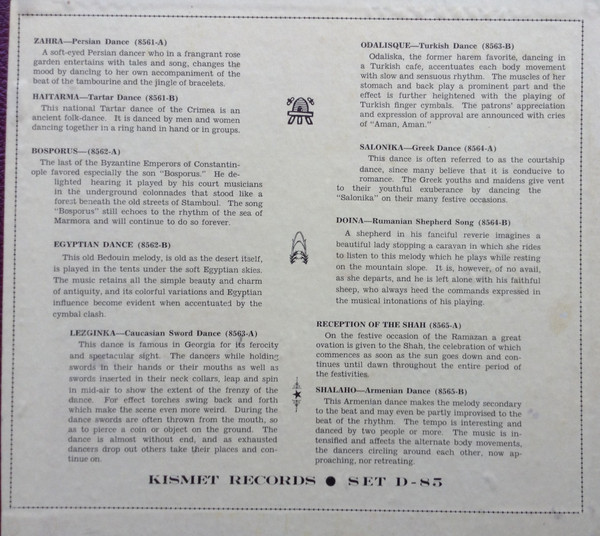 ZAHRA—Persian Dance (8561-A)
A soft-eyed Persian dancer who in a frangrant rose
garden entertains with tales and song, changes the
mood by dancing to her own accompaniment of the
beat of the tambourine and the jingle of bracelets.
HAITARMA—Tartar Dance (8561-B)
This national Tartar dance of the Crimea is an
ancient folk-dance. It is danced by men and women
dancing together in a ring hand in hand or in groups.
BOSPORUS—(8562-A)
The last of the Byzantine Emperors of Constantin-
ople favored especially the son "Bosporus." He de-
lighted hearing it played by his court musicians
in the underground colonnades that stood like a
forest beneath the old streets of Stamboul. The song
"Bosporus" still echoes to the rhythm of the sea of
Marmora and will continue to do so forever.
EGYPTIAN DANCE (8562-B)
This old Bedouin melody, is old as the desert itself,
is played in the tents under the soft Egyptian skies.
The music retains all the simple beauty and charm
of antiquity, and its colorful variations and Egyptian
influence become evident when accentuated by the
cymbal clash.
LEZGINKA—Caucasian Sword Dance (8563-A)
This dance is famous in Georgia for its ferocity
and spectacular sight. The dancers while holding
swords in their hands or their mouths as well as
swords inserted in their neck collars, leap and spin
in mid-air to show the extent of the frenzy of the
dance. For effect torches swing back and forth
which make the scene even more weird. During the
dance swords are often thrown from the mouth, so
as to pierce a coin or object on the ground. The
dance is almost without end, and as exhausted
dancers drop out others take their places and con-
tinue on.
ODALISQUE—Turkish Dance (8563-B)
Odaliska, the former harem favorite, dancing in
a Turkish cafe, accentuates each body movement
with slow and sensuous rhythm. The muscles of her
stomach and back play a prominent part and the
effect is further heightened with the playing of
Turkish finger cymbals. The patrons' appreciation
and expression of approval are announced with cries
of "Aman, Aman."
SALONIKA—Greek Dance (8564-A)
This dance is often referred to as the courtship
dance, since many believe that it is conducive to
romance. The Greek youths and maidens give vent
to their youthful exuberance by dancing the
"Salonika" on their many festive occasions.
DOINA—Rumanian Shepherd Song (8564-B)
A shepherd in his fanciful reverie imagines a
beautiful lady stopping a caravan in which she rides
to listen to this melody which he plays while resting
on the mountain slope. It is, however, of no avail,
as she departs, and he is left alone with his faithful
sheep, who always heed the commands expressed in
the musical intonations of his playing.
RECEPTION OF THE SHAH (8565-A)
On the festive occasion of the Ramazan a great
ovation is given to the Shah, the celebration of which
commences as soon as the sun goes down and con-
tinues until dawn throughout the entire period of
the festivities.
SHALAHO—Armenian Dance (8565-B)
This Armenian dance makes the melody secondary
to the beat and may even be partly improvised to the
beat of the rhythm. The tempo is interesting and
danced by two people or more. The music is in-
tensified and affects the alternate body movements,
the dancers circling around each other, now ap-
proaching, nor retreating.
KISMET RECORDS ● SET D-85